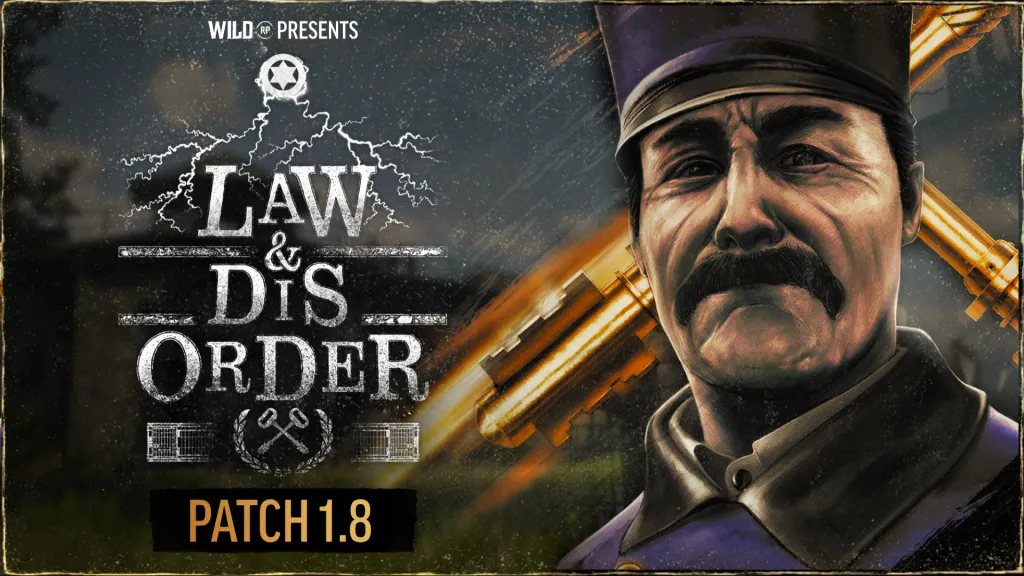 WILD RP PRESENTS
LAW
&
DIS
ORDER
PATCH 1.8